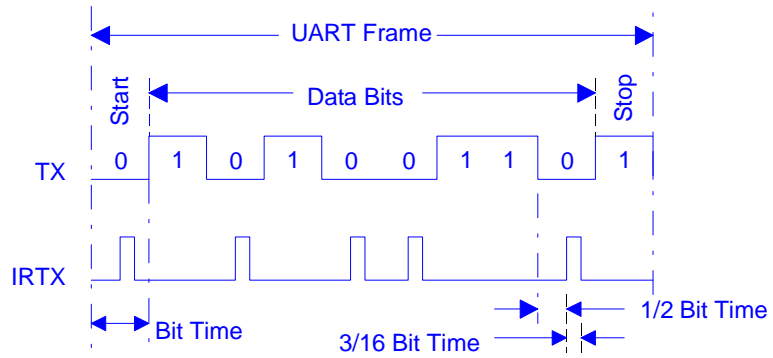 UART Frame
Start
Data Bits
Stop
TX 0 1 0 1 0 0 1 1 0 1
IRTX
Bit Time
1/2 Bit Time
3/16 Bit Time